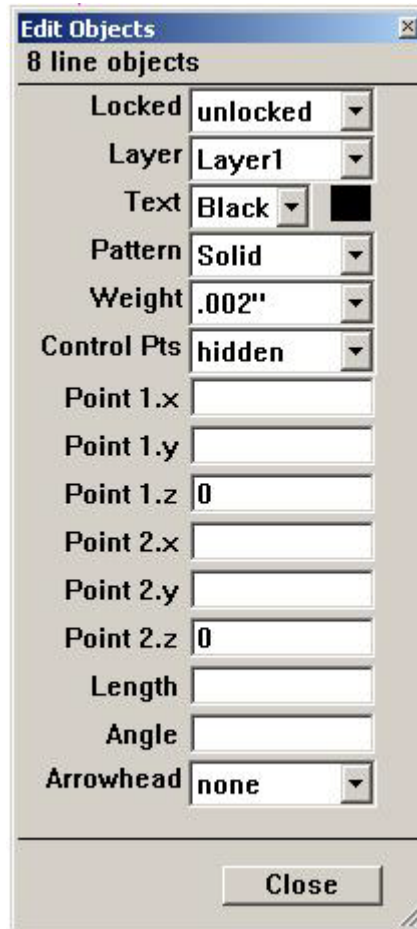 Edit Objects
8 line objects
Locked unlocked
Layer Layer1
Text Black
Pattern Solid
Weight .002"
Control Pts hidden
Point 1.x
Point 1.y
Point 1.z 0
Point 2.x
Point 2.y
Point 2.z 0
Length
Angle
Arrowhead none
Close